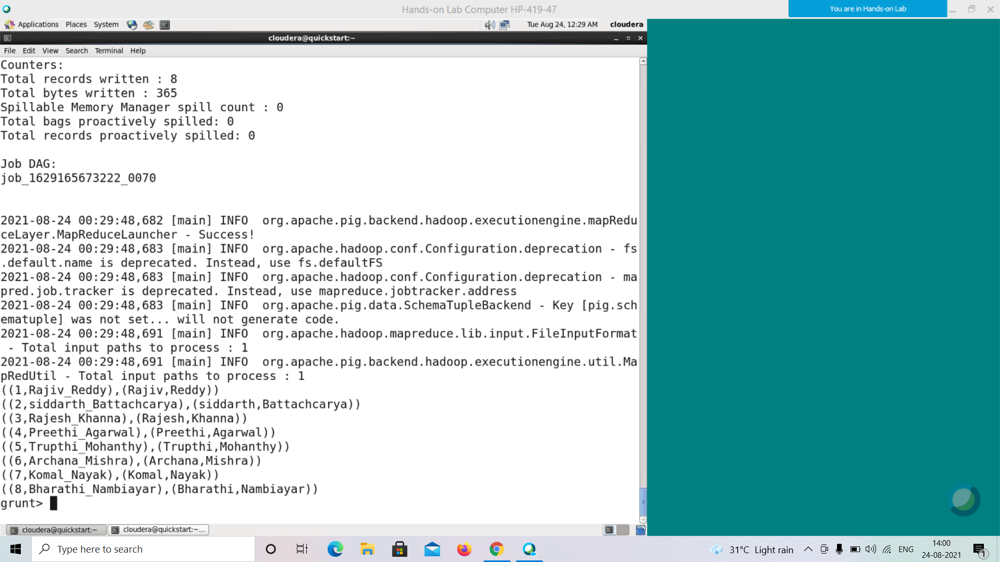 Hands-on Lab Computer HP-419-47
You are in Hands-on Lab
Applications Places System
Tue Aug 24, 12:29 AM cloudera
cloudera@quickstart:~
File Edit View Search Terminal Help
Counters:
Total records written : 8
Total bytes written : 365
Spillable Memory Manager spill count : 0
Total bags proactively spilled: 0
Total records proactively spilled: 0
Job DAG:
job_1629165673222_0070
2021-08-24 00:29:48,682 [main] INFO  org.apache.pig.backend.hadoop.executionengine.mapRedu
ceLayer.MapReduceLauncher - Success!
2021-08-24 00:29:48,683 [main] INFO  org.apache.hadoop.conf.Configuration.deprecation - fs
.default.name is deprecated. Instead, use fs.defaultFS
2021-08-24 00:29:48,683 [main] INFO  org.apache.hadoop.conf.Configuration.deprecation - ma
pred.job.tracker is deprecated. Instead, use mapreduce.jobtracker.address
2021-08-24 00:29:48,683 [main] INFO  org.apache.pig.data.SchemaTupleBackend - Key [pig.sch
ematuple] was not set... will not generate code.
2021-08-24 00:29:48,691 [main] INFO  org.apache.hadoop.mapreduce.lib.input.FileInputFormat
 - Total input paths to process : 1
2021-08-24 00:29:48,691 [main] INFO  org.apache.pig.backend.hadoop.executionengine.util.Ma
pRedUtil - Total input paths to process : 1
((1,Rajiv_Reddy),(Rajiv,Reddy))
((2,siddarth_Battachcarya),(siddarth,Battachcarya))
((3,Rajesh_Khanna),(Rajesh,Khanna))
((4,Preethi_Agarwal),(Preethi,Agarwal))
((5,Trupthi_Mohanthy),(Trupthi,Mohanthy))
((6,Archana_Mishra),(Archana,Mishra))
((7,Komal_Nayak),(Komal,Nayak))
((8,Bharathi_Nambiayar),(Bharathi,Nambiayar))
grunt>
cloudera@quickstart:~
cloudera@quickstart:~...
Type here to search
31°C Light rain
ENG
14:00
24-08-2021
1